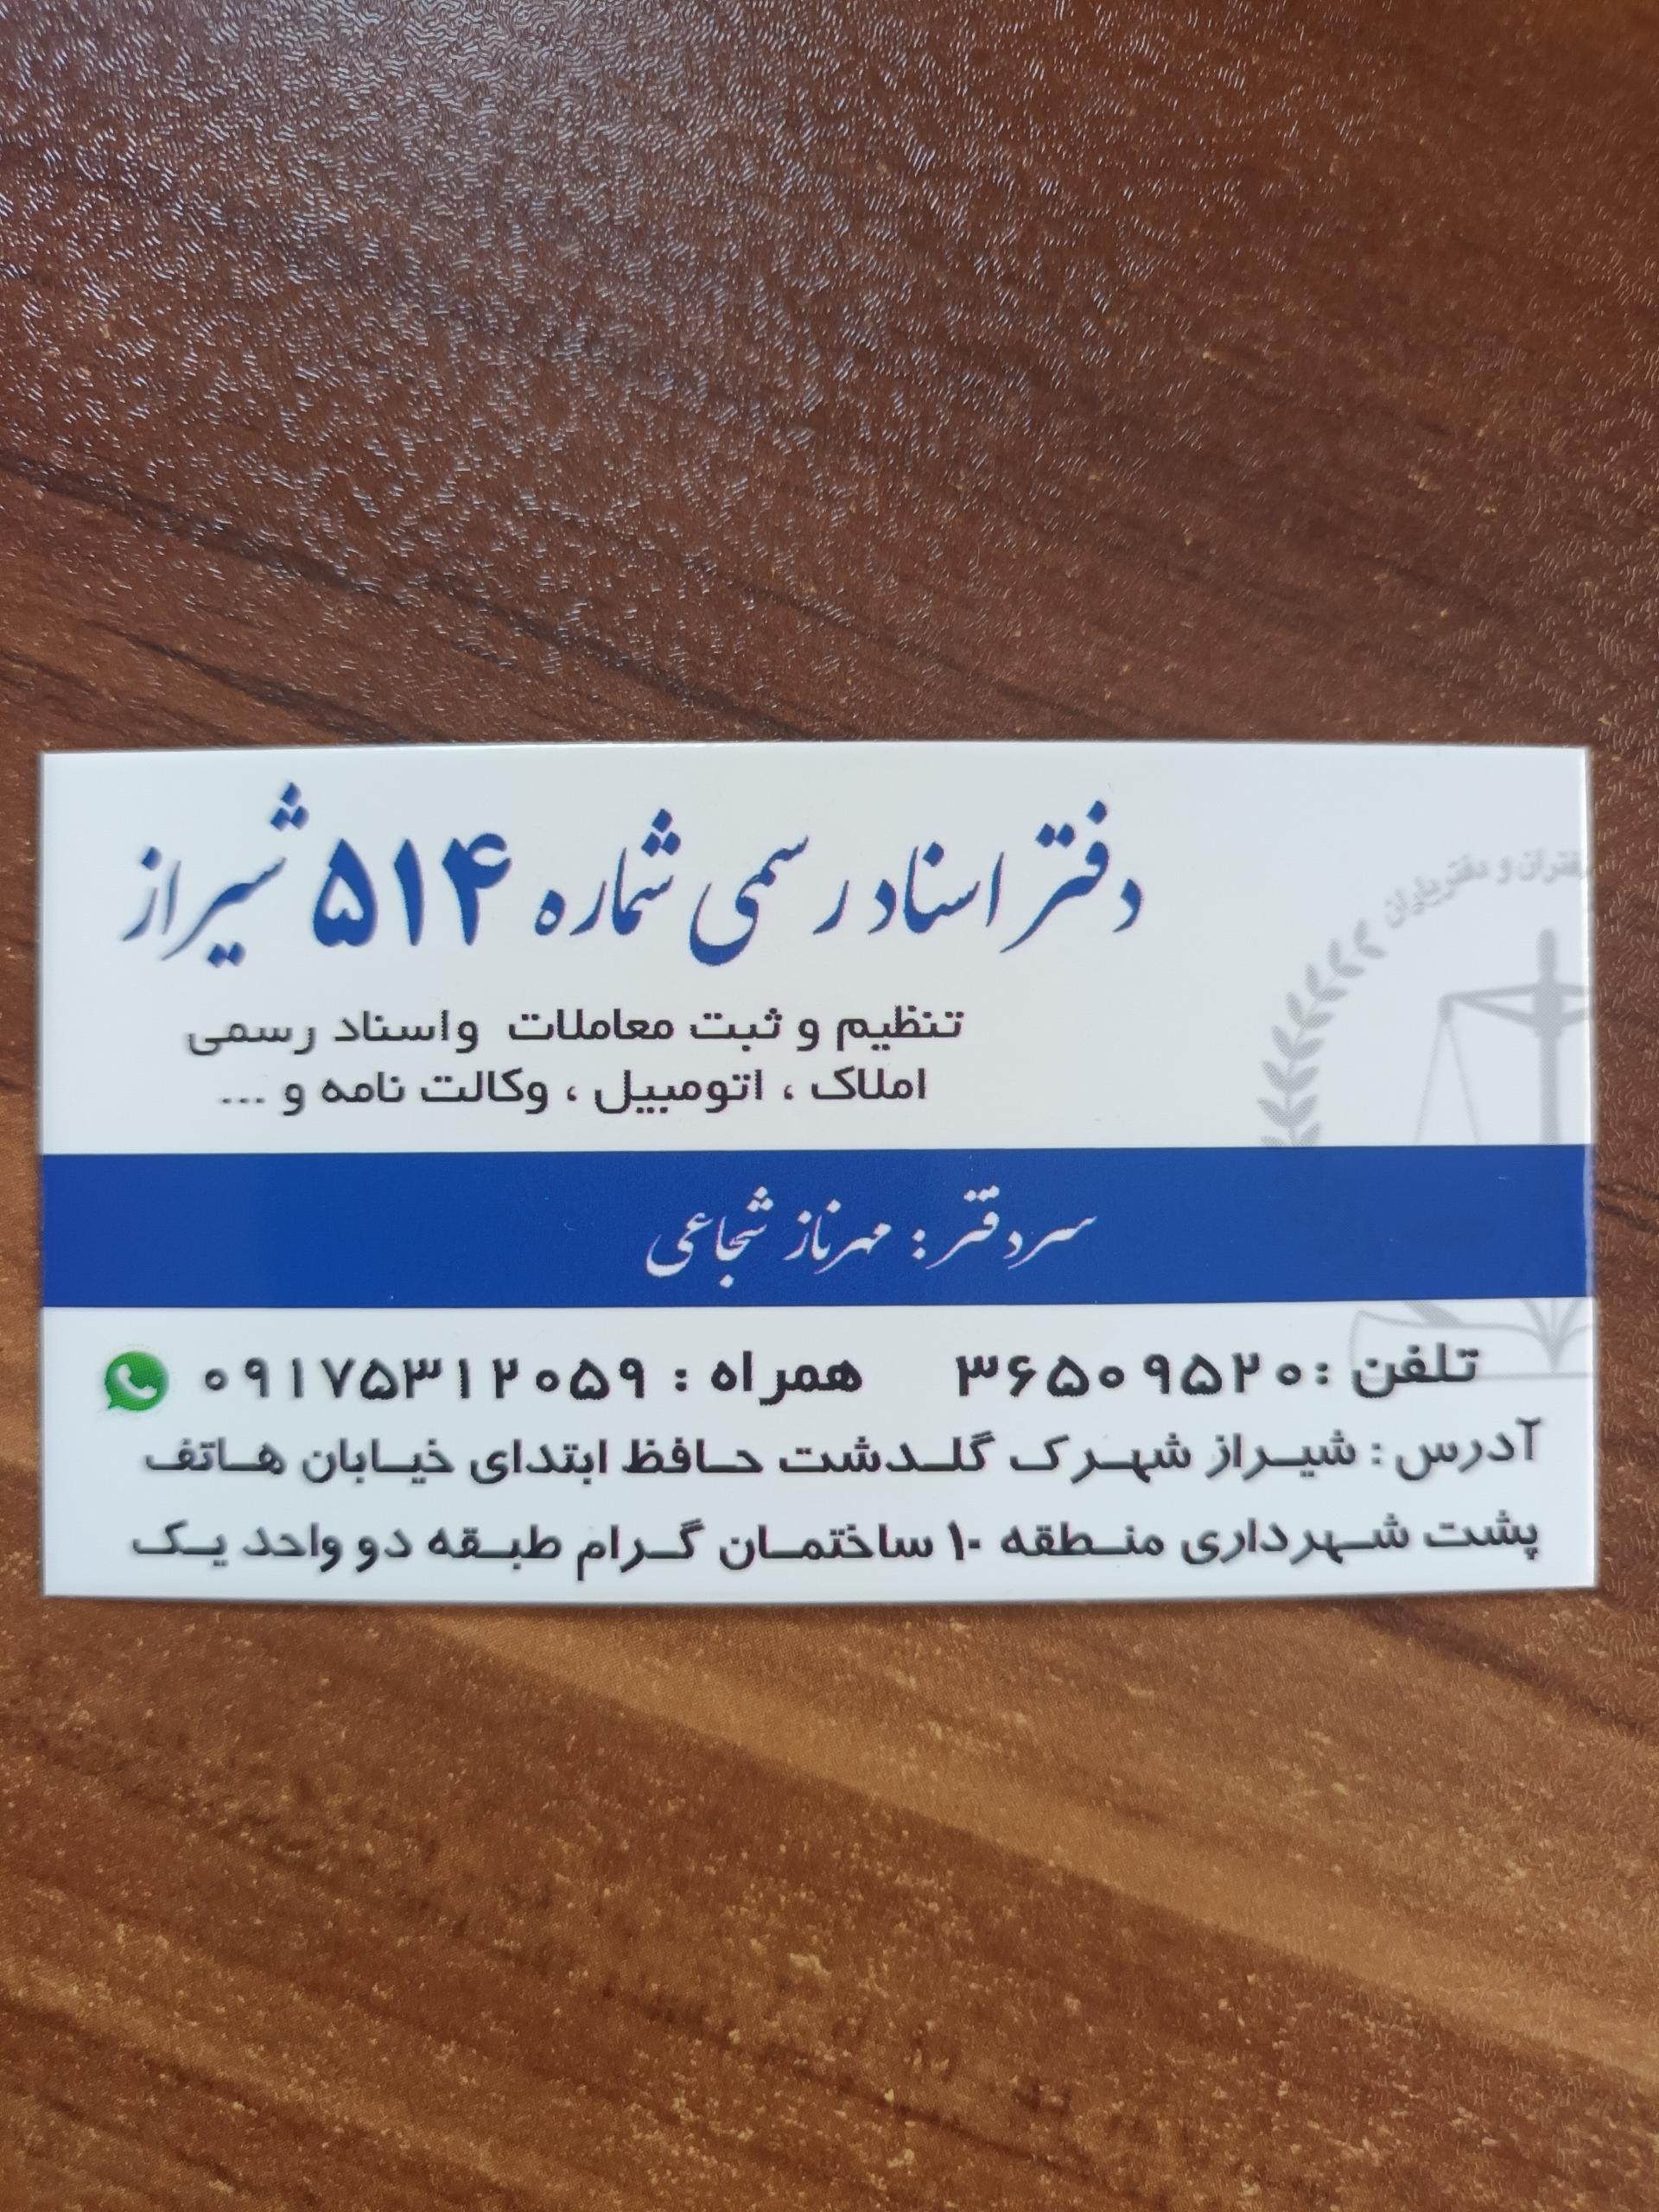 دفتر اسناد رسمی شماره ۵۱۴ شیراز
تنظیم و ثبت معاملات واسناد رسمی
املاک ، اتومبیل ، وکالت نامه و ...
سردفتر : مهرناز شجاعی
تلفن : ۳۶۵۰۹۵۲۰ همراه : ۰۹۱۷۵۳۱۲۰۵۹
آدرس : شیراز شهرک گلدشت حافظ ابتدای خیابان هاتف
پشت شهرداری منطقه ۱۰ ساختمان گرام طبقه دو واحد یک
و دفتریاران